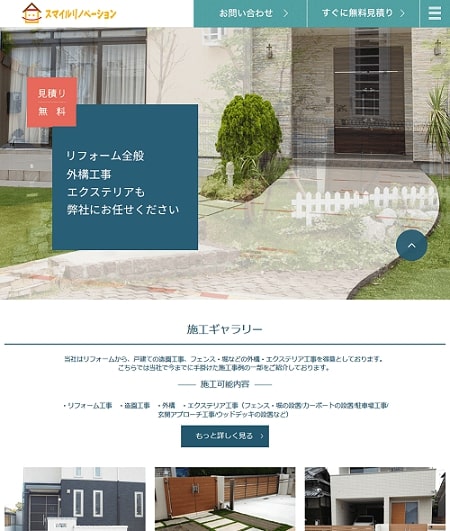 スマイルリノベーション
お問い合わせ
すぐに無料見積り
見積り
無 料
リフォーム全般
外構工事
エクステリアも
弊社にお任せください
施工ギャラリー
当社はリフォームから、戸建ての造園工事、フェンス・塀などの外構・エクステリア工事を得意としております。
こちらでは当社で今までに手掛けた施工事例の一部をご紹介しております。
施工可能内容
・リフォーム工事 ・造園工事 ・外構 ・エクステリア工事（フェンス・塀の設置/カーポートの設置/駐車場工事/
玄関アプローチ工事/ウッドデッキの設置など）
もっと詳しく見る